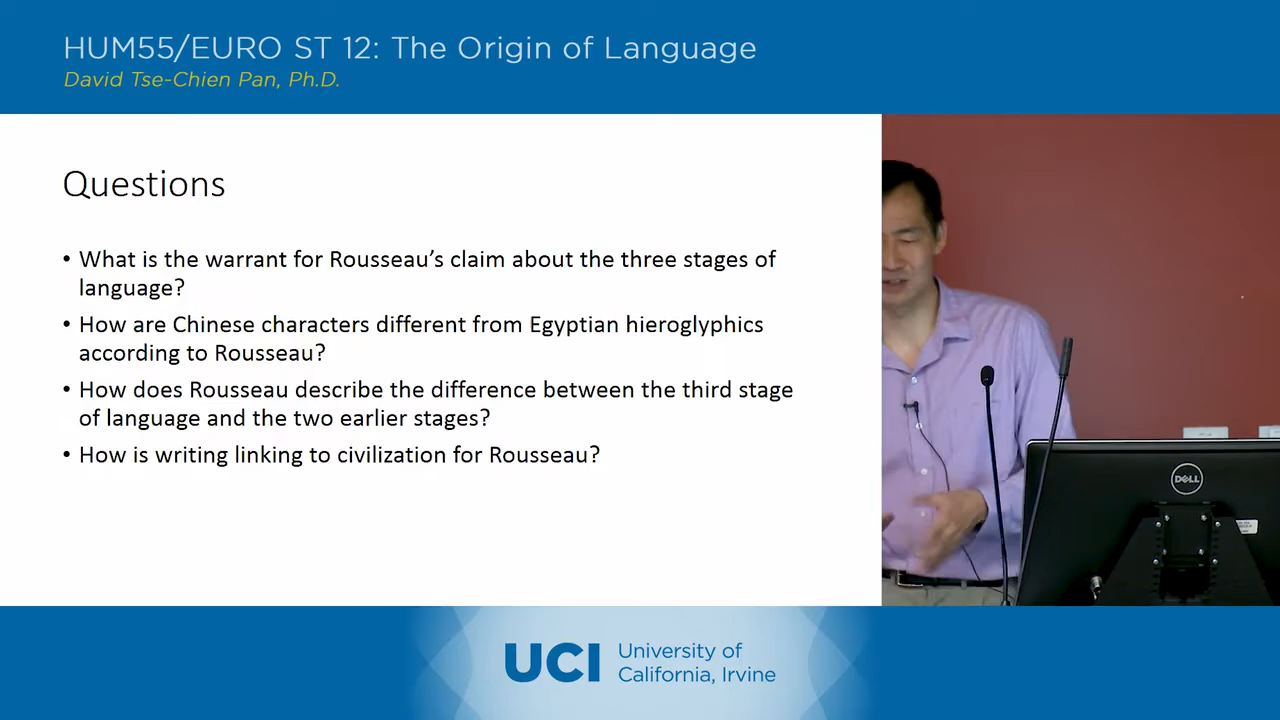 HUM55/EURO ST 12: The Origin of Language
David Tse-Chien Pan, Ph.D.
Questions
• What is the warrant for Rousseau’s claim about the three stages of
language?
• How are Chinese characters different from Egyptian hieroglyphics
according to Rousseau?
• How does Rousseau describe the difference between the third stage
of language and the two earlier stages?
• How is writing linking to civilization for Rousseau?
DELL
UCI
University of
California, Irvine